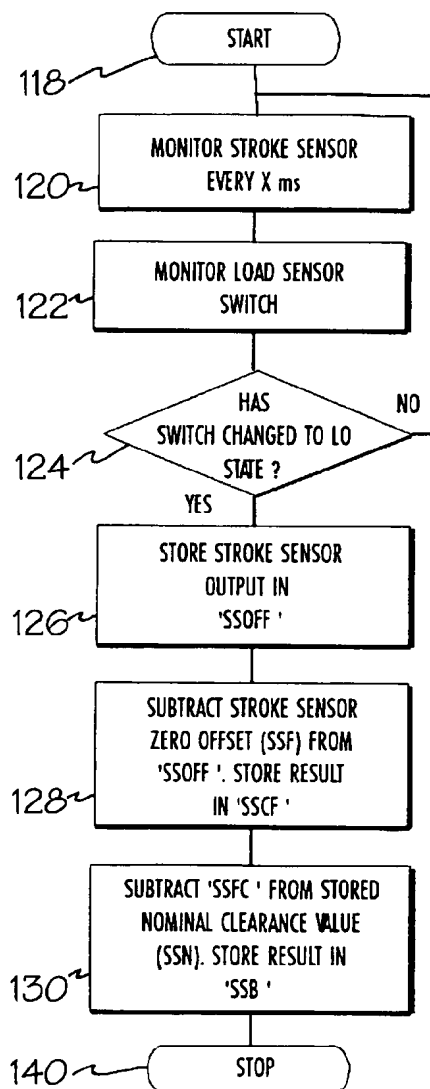 START
118
MONITOR STROKE SENSOR
EVERY X ms
120
MONITOR LOAD SENSOR
SWITCH
122
HAS
SWITCH CHANGED TO LO
STATE ?
NO
124
YES
STORE STROKE SENSOR
OUTPUT IN
'SSOFF '
126
SUBTRACT STROKE SENSOR
ZERO OFFSET (SSF) FROM
'SSOFF '. STORE RESULT
IN 'SSCF '
128
SUBTRACT 'SSFC ' FROM STORED
NOMINAL CLEARANCE VALUE
(SSN). STORE RESULT IN
'SSB '
130
STOP
140